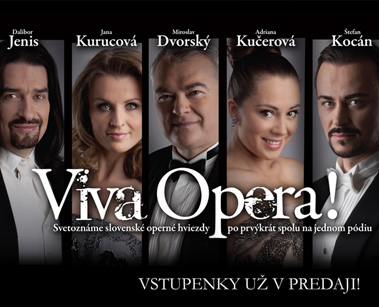 Dalibor Jenis
Jana Kurucová
Miroslav Dvorský
Adriana Kučerová
Štefan Kocán
Viva Opera!
Svetoznáme slovenské operné hviezdy po prvýkrát spolu na jednom pódiu
VSTUPENKY UŽ V PREDAJI!